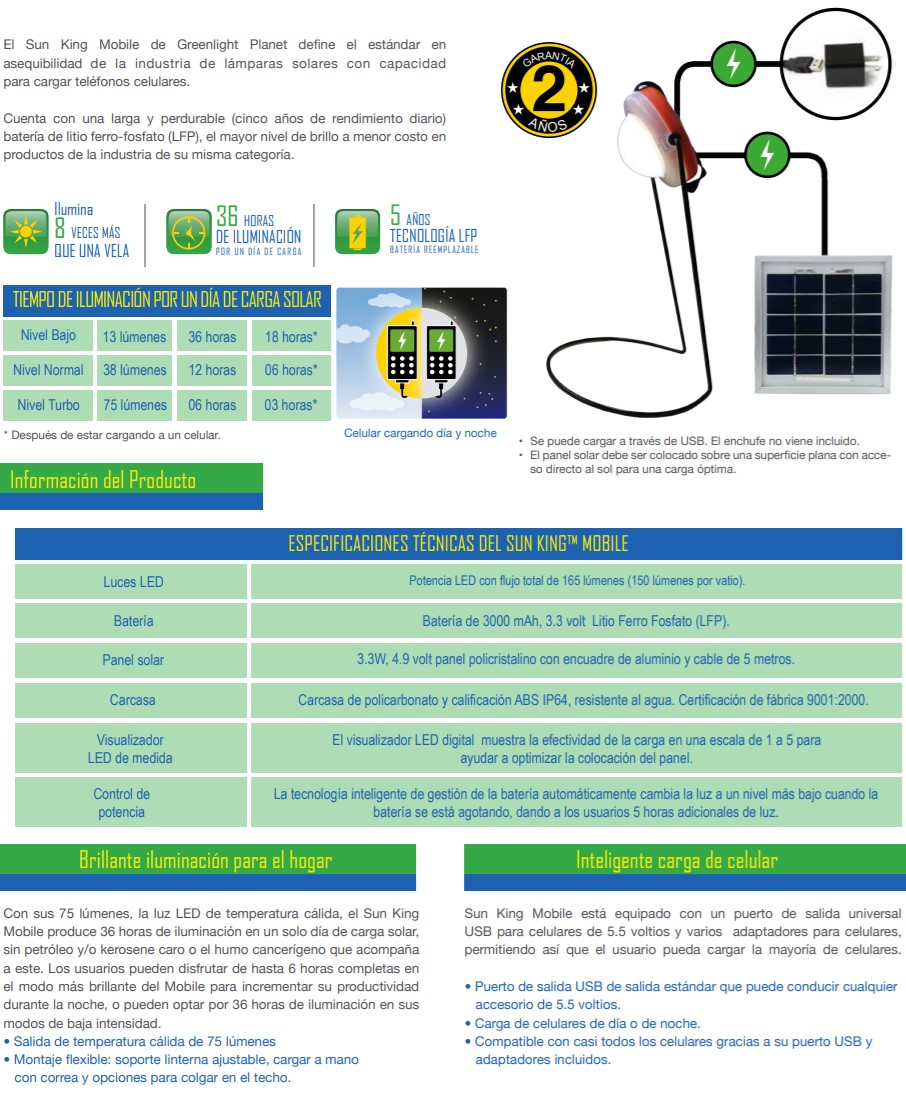 El Sun King Mobile de Greenlight Planet define el estándar en
asequibilidad de la industria de lámparas solares con capacidad
para cargar teléfonos celulares.
Cuenta con una larga y perdurable (cinco años de rendimiento diario)
batería de litio ferro-fosfato (LFP), el mayor nivel de brillo a menor costo en
productos de la industria de su misma categoría.
GARANTIA
2
AÑOS
Ilumina
8 VECES MÁS
QUE UNA VELA
36 HORAS
DE ILUMINACIÓN
POR UN DÍA DE CARGA
5 AÑOS
TECNOLOGÍA LFP
BATERÍA REEMPLAZABLE
TIEMPO DE ILUMINACIÓN POR UN DÍA DE CARGA SOLAR
Nivel Bajo 13 lúmenes 36 horas 18 horas*
Nivel Normal 38 lúmenes 12 horas 06 horas*
Nivel Turbo 75 lúmenes 06 horas 03 horas*
* Después de estar cargando a un celular.
Celular cargando día y noche
• Se puede cargar a través de USB. El enchufe no viene incluido.
• El panel solar debe ser colocado sobre una superficie plana con acce-
so directo al sol para una carga óptima.
Información del Producto
ESPECIFICACIONES TÉCNICAS DEL SUN KING™ MOBILE
Luces LED Potencia LED con flujo total de 165 lúmenes (150 lúmenes por vatio).
Batería Batería de 3000 mAh, 3.3 volt Litio Ferro Fosfato (LFP).
Panel solar 3.3W, 4.9 volt panel policristalino con encuadre de aluminio y cable de 5 metros.
Carcasa Carcasa de policarbonato y calificación ABS IP64, resistente al agua. Certificación de fábrica 9001:2000.
Visualizador
LED de medida
El visualizador LED digital muestra la efectividad de la carga en una escala de 1 a 5 para
ayudar a optimizar la colocación del panel.
Control de
potencia
La tecnología inteligente de gestión de la batería automáticamente cambia la luz a un nivel más bajo cuando la
batería se está agotando, dando a los usuarios 5 horas adicionales de luz.
Brillante iluminación para el hogar
Con sus 75 lúmenes, la luz LED de temperatura cálida, el Sun King
Mobile produce 36 horas de iluminación en un solo día de carga solar,
sin petróleo y/o kerosene caro o el humo cancerígeno que acompaña
a este. Los usuarios pueden disfrutar de hasta 6 horas completas en
el modo más brillante del Mobile para incrementar su productividad
durante la noche, o pueden optar por 36 horas de iluminación en sus
modos de baja intensidad.
• Salida de temperatura cálida de 75 lúmenes
• Montaje flexible: soporte linterna ajustable, cargar a mano
con correa y opciones para colgar en el techo.
Inteligente carga de celular
Sun King Mobile está equipado con un puerto de salida universal
USB para celulares de 5.5 voltios y varios adaptadores para celulares,
permitiendo así que el usuario pueda cargar la mayoría de celulares.
• Puerto de salida USB de salida estándar que puede conducir cualquier
accesorio de 5.5 voltios.
• Carga de celulares de día o de noche.
• Compatible con casi todos los celulares gracias a su puerto USB y
adaptadores incluidos.